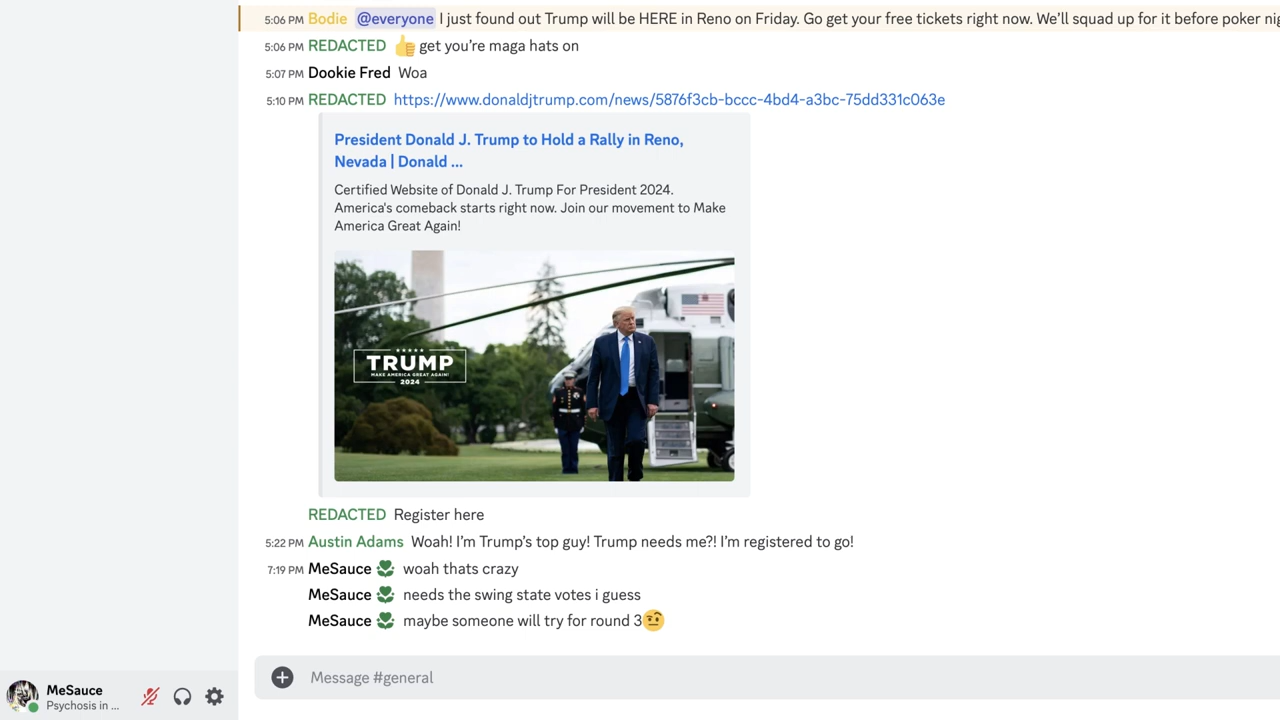 5:06 PM Bodie @everyone I just found out Trump will be HERE in Reno on Friday. Go get your free tickets right now. We'll squad up for it before poker
5:06 PM REDACTED 👍 get you're maga hats on
5:07 PM Dookie Fred Woa
5:10 PM REDACTED https://www.donaldjtrump.com/news/5876f3cb-bccc-4bd4-a3bc-75dd331c063e
President Donald J. Trump to Hold a Rally in Reno,
Nevada | Donald ...
Certified Website of Donald J. Trump For President 2024.
America's comeback starts right now. Join our movement to Make
America Great Again!
TRUMP
MAKE AMERICA GREAT AGAIN!
2024
REDACTED Register here
5:22 PM Austin Adams Woah! I'm Trump's top guy! Trump needs me?! I'm registered to go!
7:19 PM MeSauce woah thats crazy
MeSauce needs the swing state votes i guess
MeSauce maybe someone will try for round 3🤨
Message #general
MeSauce
Psychosis in ...